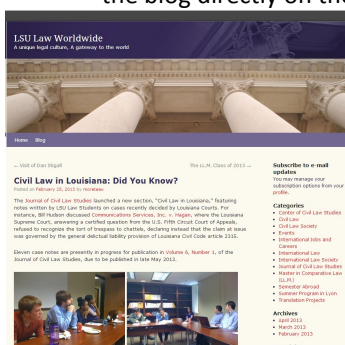 the blog directly on the
LSU Law Worldwide
A unique legal culture, A gateway to the world
Home Blog
← Visit of Dan Stigall
The LL.M. Class of 2013 →
Civil Law in Louisiana: Did You Know?
Posted on February 25, 2013 by moreteau
The Journal of Civil Law Studies launched a new section, "Civil Law in Louisiana," featuring
notes written by LSU Law Students on cases recently decided by Louisiana Courts. For
instance, Bill Hudson discussed Communications Services, Inc. v. Hagan, where the Louisiana
Supreme Court, answering a certified question from the U.S. Fifth Circuit Court of Appeals,
refused to recognize the tort of trespass to chattels, declaring instead that the claim at issue
was governed by the general delictual liability provision of Louisiana Civil Code article 2315.
Eleven case notes are presently in progress for publication in Volume 6, Number 1, of the
Journal of Civil Law Studies, due to be published in late May 2013.
Subscribe to e-mail
updates
You may manage your
subscription options from your
profile.
Categories
Center of Civil Law Studies
Civil Law
Civil Law Society
Events
International Jobs and
Careers
International Law
International Law Society
Journal of Civil Law Studies
Master in Comparative Law
(LL.M.)
Semester Abroad
Summer Program in Lyon
Translation Projects
Archives
April 2013
March 2013
February 2013